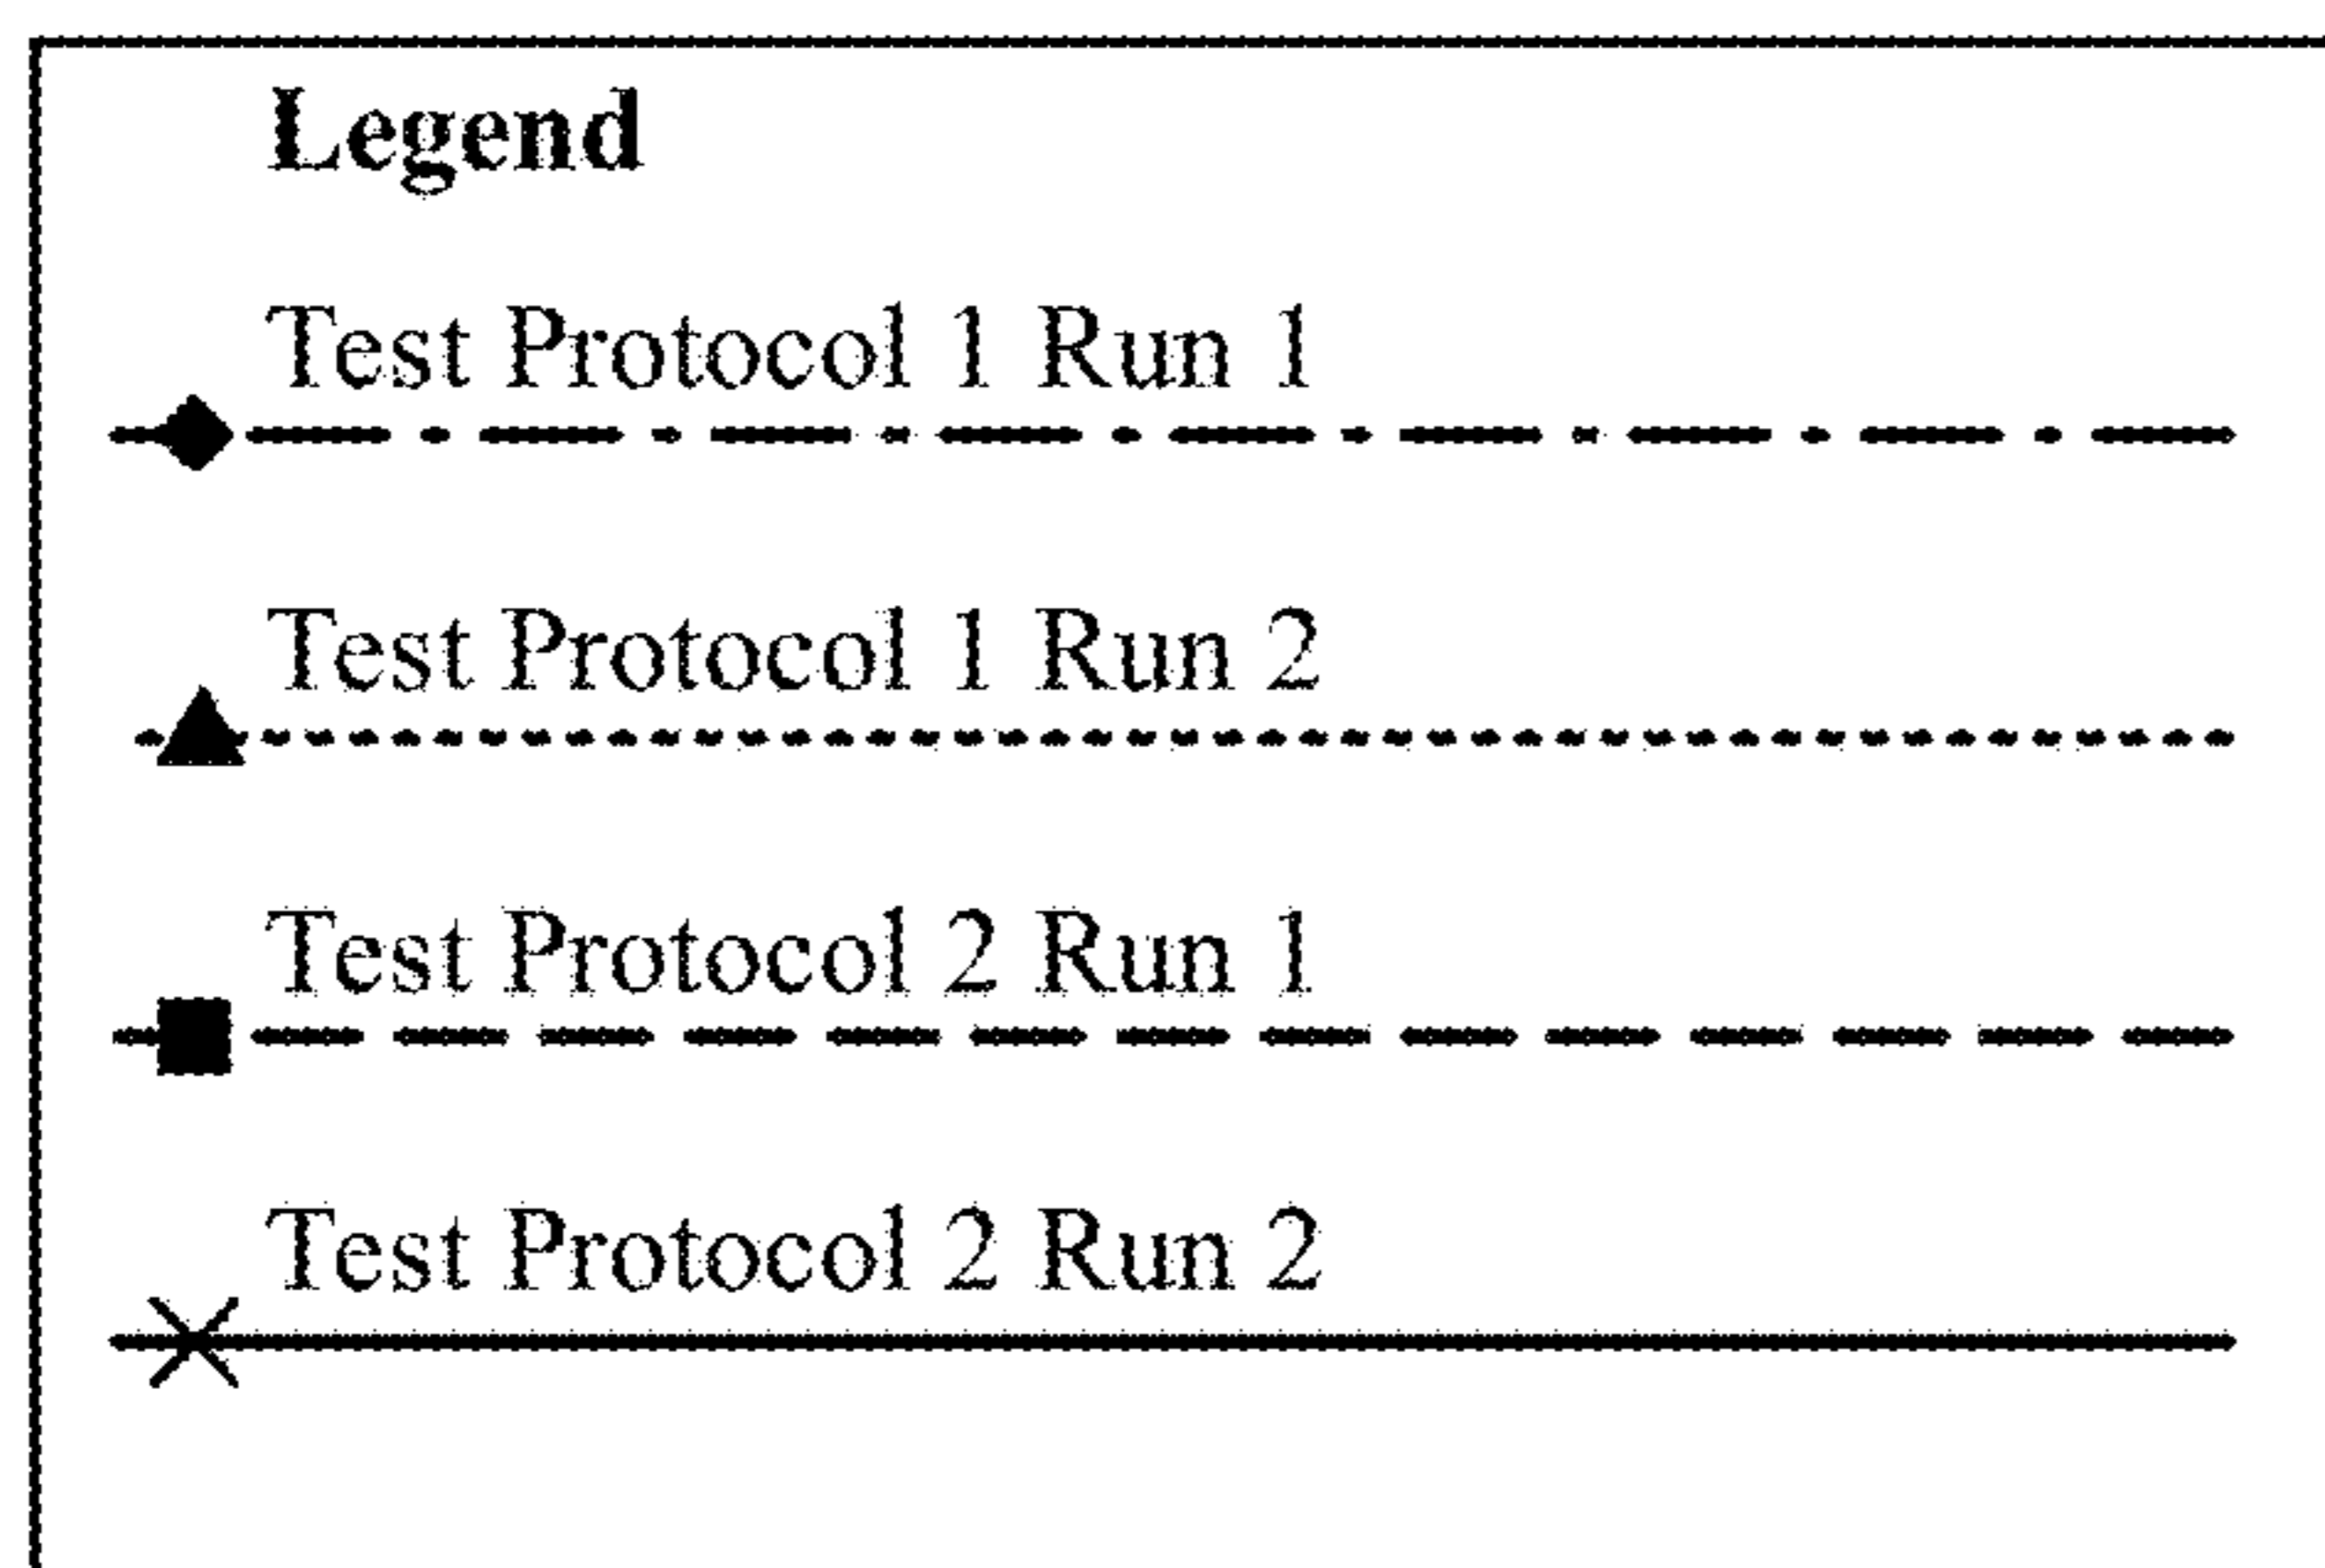 Legend
Test Protocol 1 Run 1
Test Protocol 1 Run 2
Test Protocol 2 Run 1
Test Protocol 2 Run 2